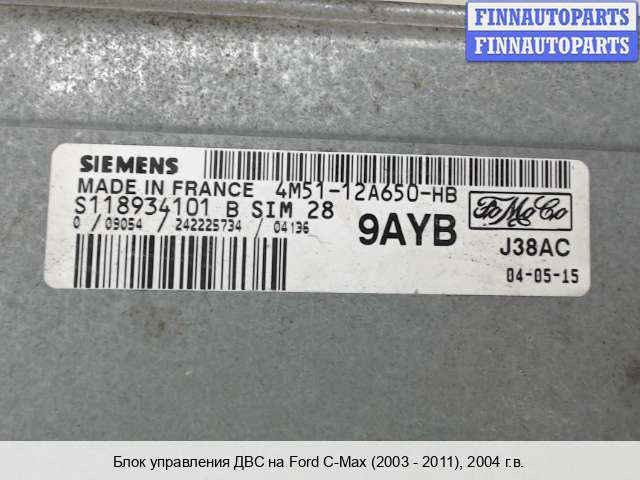 FINNAUTOPARTS
FINNAUTOPARTS
SIEMENS
MADE IN FRANCE 4M51-12A650-HB
S118934101 B SIM 28
0 / 09054 / 242225734 / 04136
9AYB
FoMoCo
J38AC
04-05-15
Блок управления ДВС на Ford C-Max (2003 - 2011), 2004 г.в.